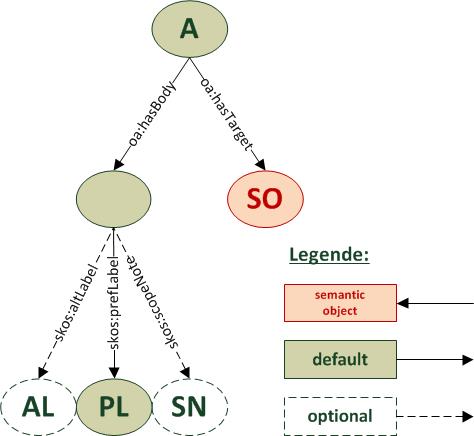 A
oa:hasBody
oa:hasTarget
SO
skos:altLabel
skos:prefLabel
skos:scopeNote
AL
PL
SN
Legende:
semantic
object
default
optional